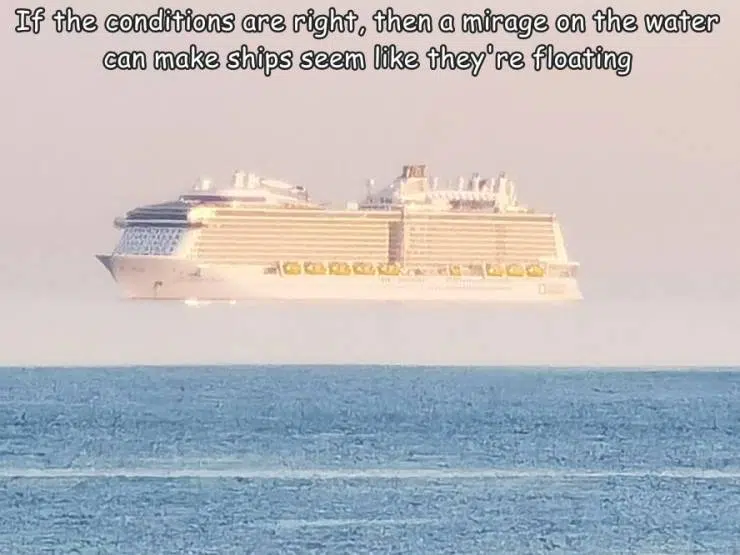 If the conditions are right, then a mirage on the water
can make ships seem like they're floating